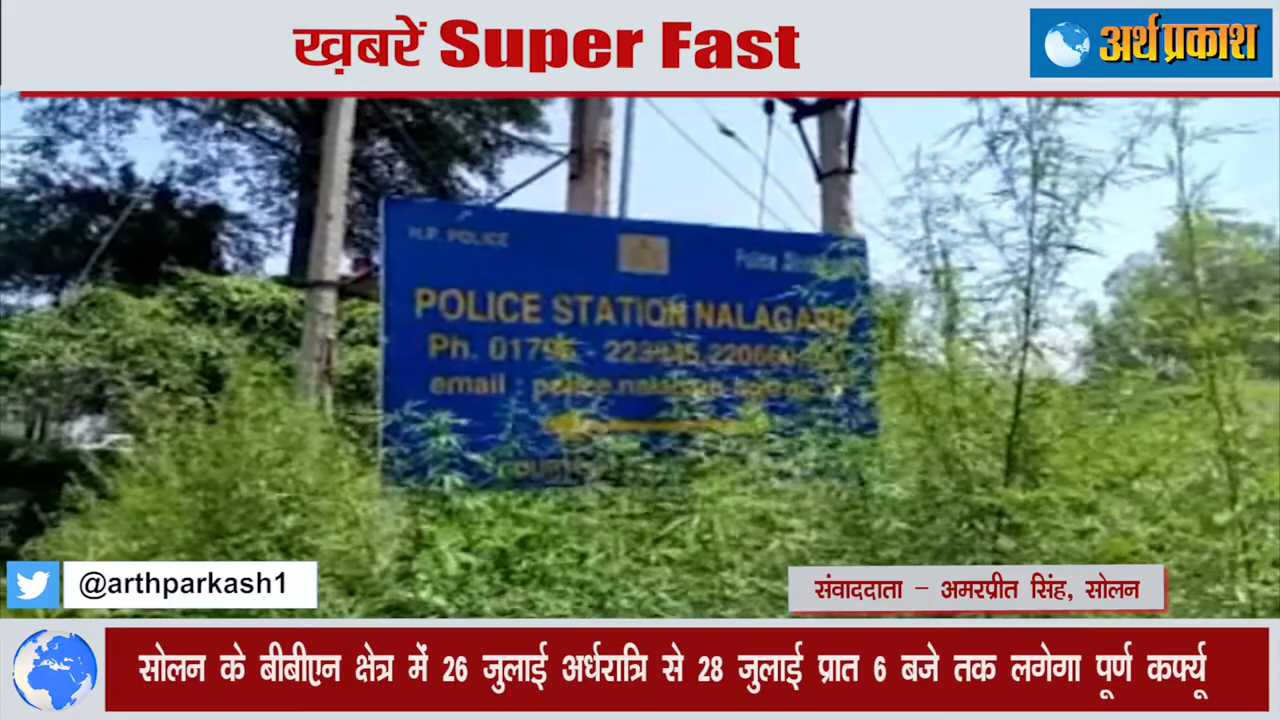 ख़बरें Super Fast
अर्थ प्रकाश
H.P. POLICE
Police
POLICE STATION NALAGARH
Ph.
email :
@arthparkash1
संवाददाता – अमरप्रीत सिंह, सोलन
सोलन के बीबीएन क्षेत्र में 26 जुलाई अर्धरात्रि से 28 जुलाई प्रात 6 बजे तक लगेगा पूर्ण कर्फ्यू